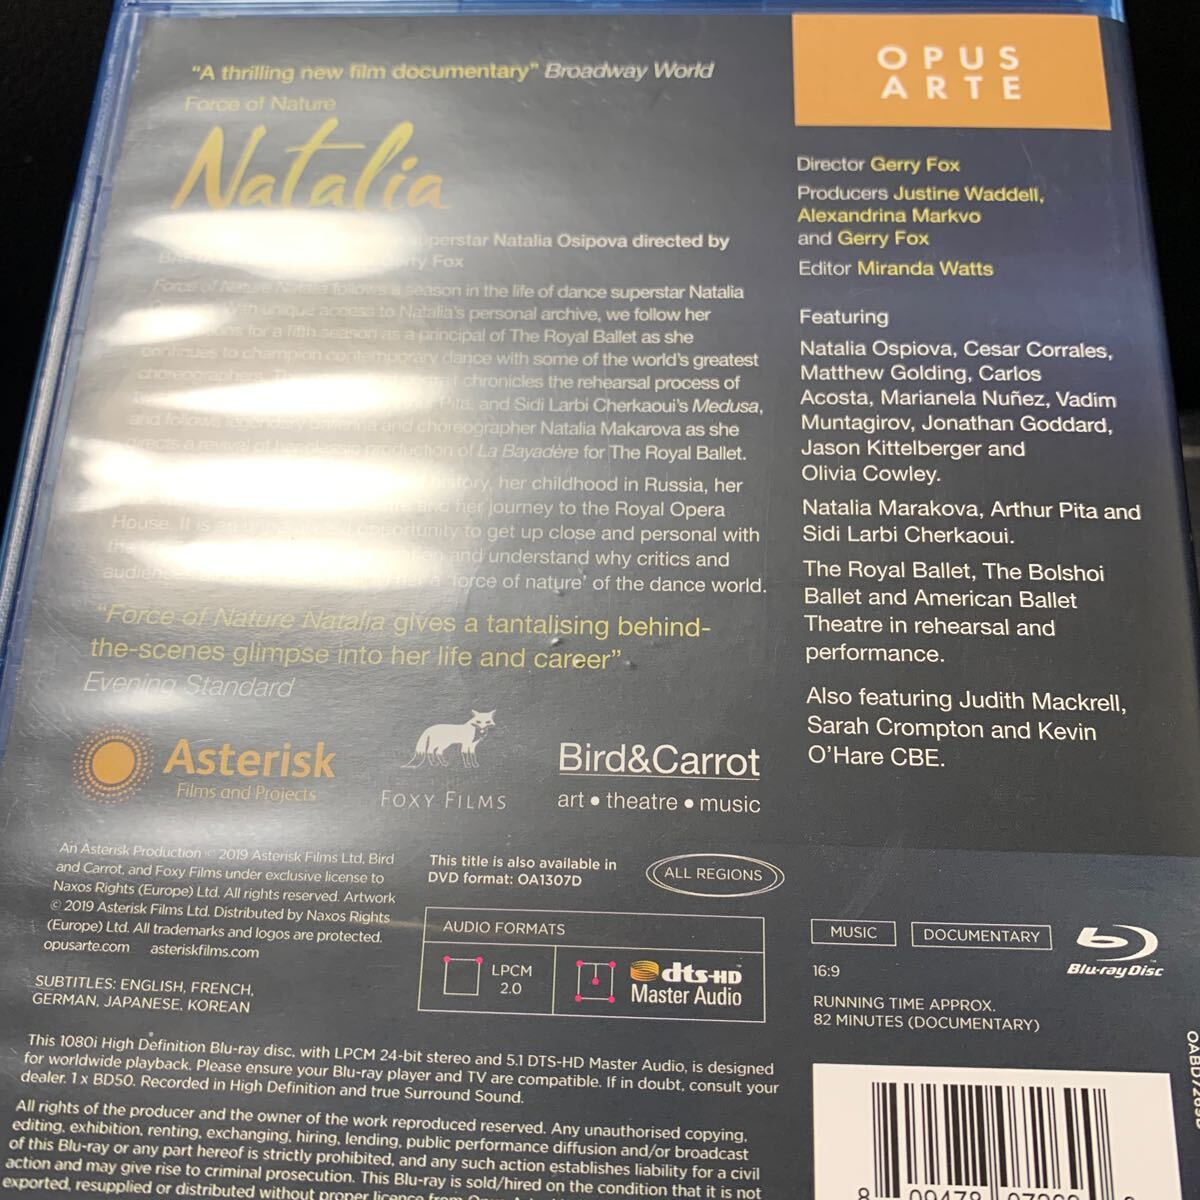 "A thrilling new film documentary" Broadway World
Force of Nature
Natalia
superstar Natalia Osipova directed by
Gerry Fox
Force of Nature Natalia follows a season in the life of dance superstar Natalia
With unique access to Natalia's personal archive, we follow her
for a fifth season as a principal of The Royal Ballet as she
continues to champion contemporary dance with some of the world's greatest
choreographers. chronicles the rehearsal process of
Pita, and Sidi Larbi Cherkaoui's Medusa,
and follows legendary ballerina and choreographer Natalia Makarova as she
directs a revival of her classic production of La Bayadère for The Royal Ballet.
history, her childhood in Russia, her
and her journey to the Royal Opera
House. It is an opportunity to get up close and personal with
and understand why critics and
a 'force of nature' of the dance world.
"Force of Nature Natalia gives a tantalising behind-
the-scenes glimpse into her life and career"
Evening Standard
Asterisk
Films and Projects
FOXY FILMS
Bird&Carrot
art • theatre • music
An Asterisk Production © 2019 Asterisk Films Ltd, Bird
and Carrot, and Foxy Films under exclusive license to
Naxos Rights (Europe) Ltd. All rights reserved. Artwork
© 2019 Asterisk Films Ltd. Distributed by Naxos Rights
(Europe) Ltd. All trademarks and logos are protected.
opusarte.com asteriskfilms.com
SUBTITLES: ENGLISH, FRENCH,
GERMAN, JAPANESE, KOREAN
This title is also available in
DVD format: OA1307D
ALL REGIONS
AUDIO FORMATS
LPCM
2.0
dts-HD
Master Audio
This 1080i High Definition Blu-ray disc, with LPCM 24-bit stereo and 5.1 DTS-HD Master Audio, is designed
for worldwide playback. Please ensure your Blu-ray player and TV are compatible. If in doubt, consult your
dealer. 1 x BD50. Recorded in High Definition and true Surround Sound.
All rights of the producer and the owner of the work reproduced reserved. Any unauthorised copying,
editing, exhibition, renting, exchanging, hiring, lending, public performance diffusion and/or broadcast
of this Blu-ray or any part hereof is strictly prohibited, and any such action establishes liability for a civil
action and may give rise to criminal prosecution. This Blu-ray is sold/hired on the condition that it is not
exported, resupplied or distributed without proper licence from
OPUS
ARTE
Director Gerry Fox
Producers Justine Waddell,
Alexandrina Markvo
and Gerry Fox
Editor Miranda Watts
Featuring
Natalia Ospiova, Cesar Corrales,
Matthew Golding, Carlos
Acosta, Marianela Nuñez, Vadim
Muntagirov, Jonathan Goddard,
Jason Kittelberger and
Olivia Cowley.
Natalia Marakova, Arthur Pita and
Sidi Larbi Cherkaoui.
The Royal Ballet, The Bolshoi
Ballet and American Ballet
Theatre in rehearsal and
performance.
Also featuring Judith Mackrell,
Sarah Crompton and Kevin
O'Hare CBE.
MUSIC
DOCUMENTARY
Blu-ray Disc
16:9
RUNNING TIME APPROX.
82 MINUTES (DOCUMENTARY)